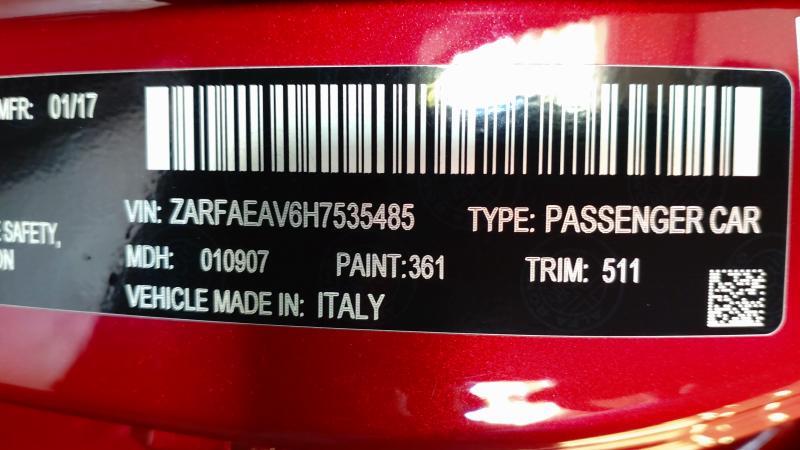 MFR: 01/17
VIN: ZARFAEAV6H7535485 TYPE: PASSENGER CAR
SAFETY,
MDH: 010907 PAINT:361 TRIM: 511
VEHICLE MADE IN: ITALY